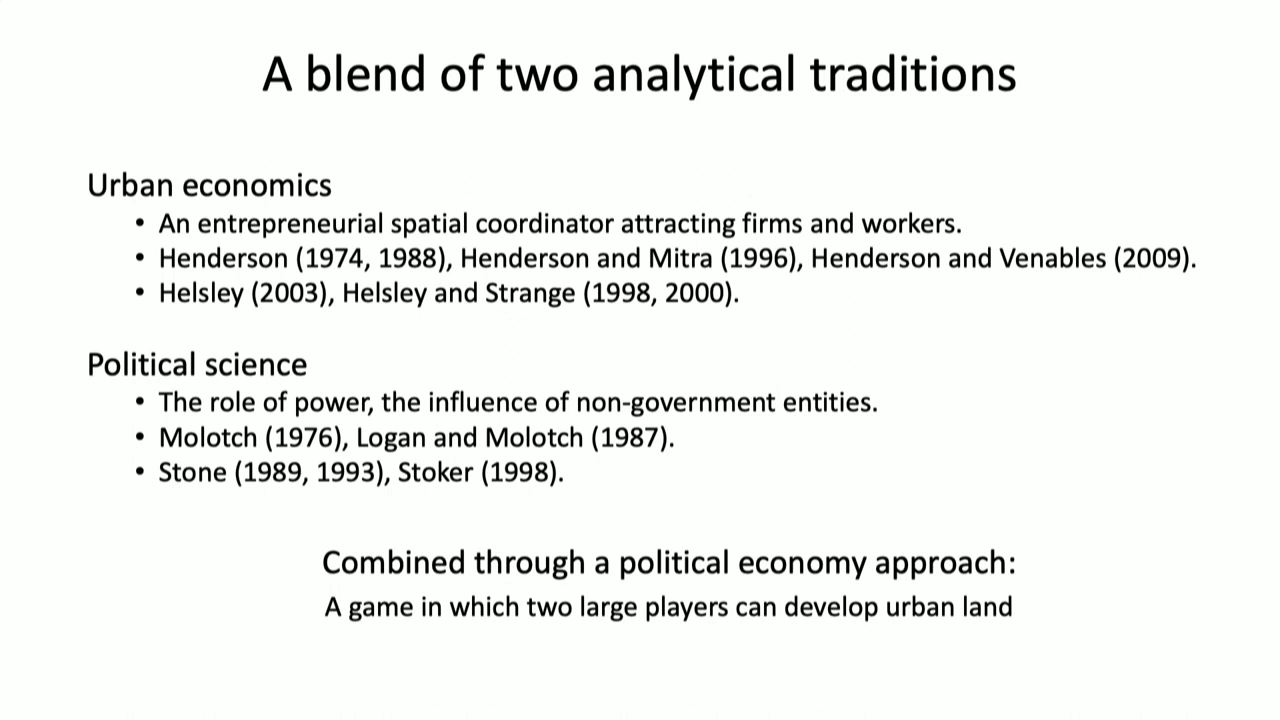 A blend of two analytical traditions
Urban economics
• An entrepreneurial spatial coordinator attracting firms and workers.
• Henderson (1974, 1988), Henderson and Mitra (1996), Henderson and Venables (2009).
• Helsley (2003), Helsley and Strange (1998, 2000).
Political science
• The role of power, the influence of non-government entities.
• Molotch (1976), Logan and Molotch (1987).
• Stone (1989, 1993), Stoker (1998).
Combined through a political economy approach:
A game in which two large players can develop urban land